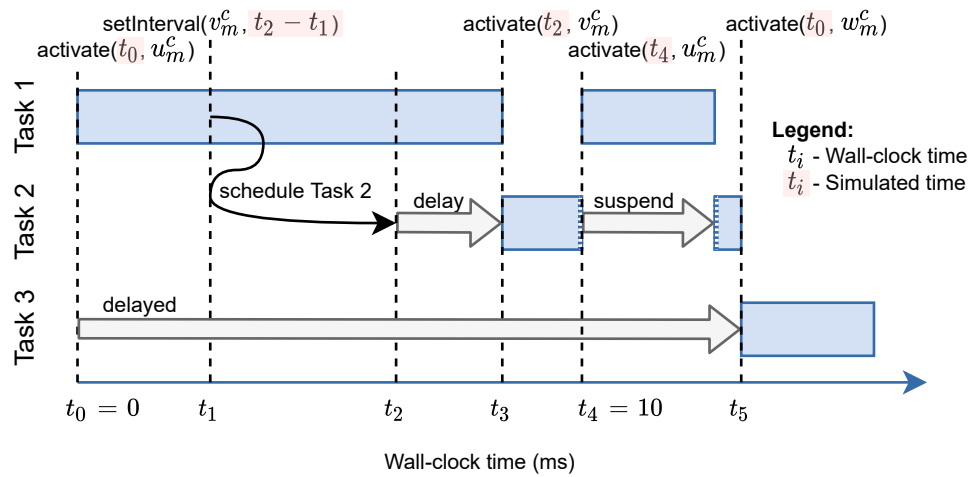 setInterval(v_m^c, t_2 − t_1)
activate(t_2, v_m^c)
activate(t_0, w_m^c)
activate(t_0, u_m^c)
activate(t_4, u_m^c)
Task 1
Legend:
t_i - Wall-clock time
t_i - Simulated time
Task 2
schedule Task 2
delay
suspend
Task 3
delayed
t_0 = 0
t_1
t_2
t_3
t_4 = 10
t_5
Wall-clock time (ms)